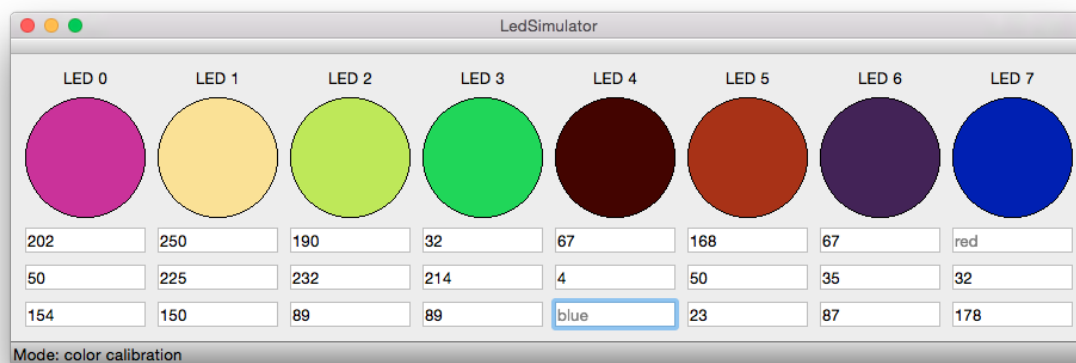 LedSimulator
LED 0 LED 1 LED 2 LED 3 LED 4 LED 5 LED 6 LED 7
202 250 190 32 67 168 67 red
50 225 232 214 4 50 35 32
154 150 89 89 blue 23 87 178
Mode: color calibration